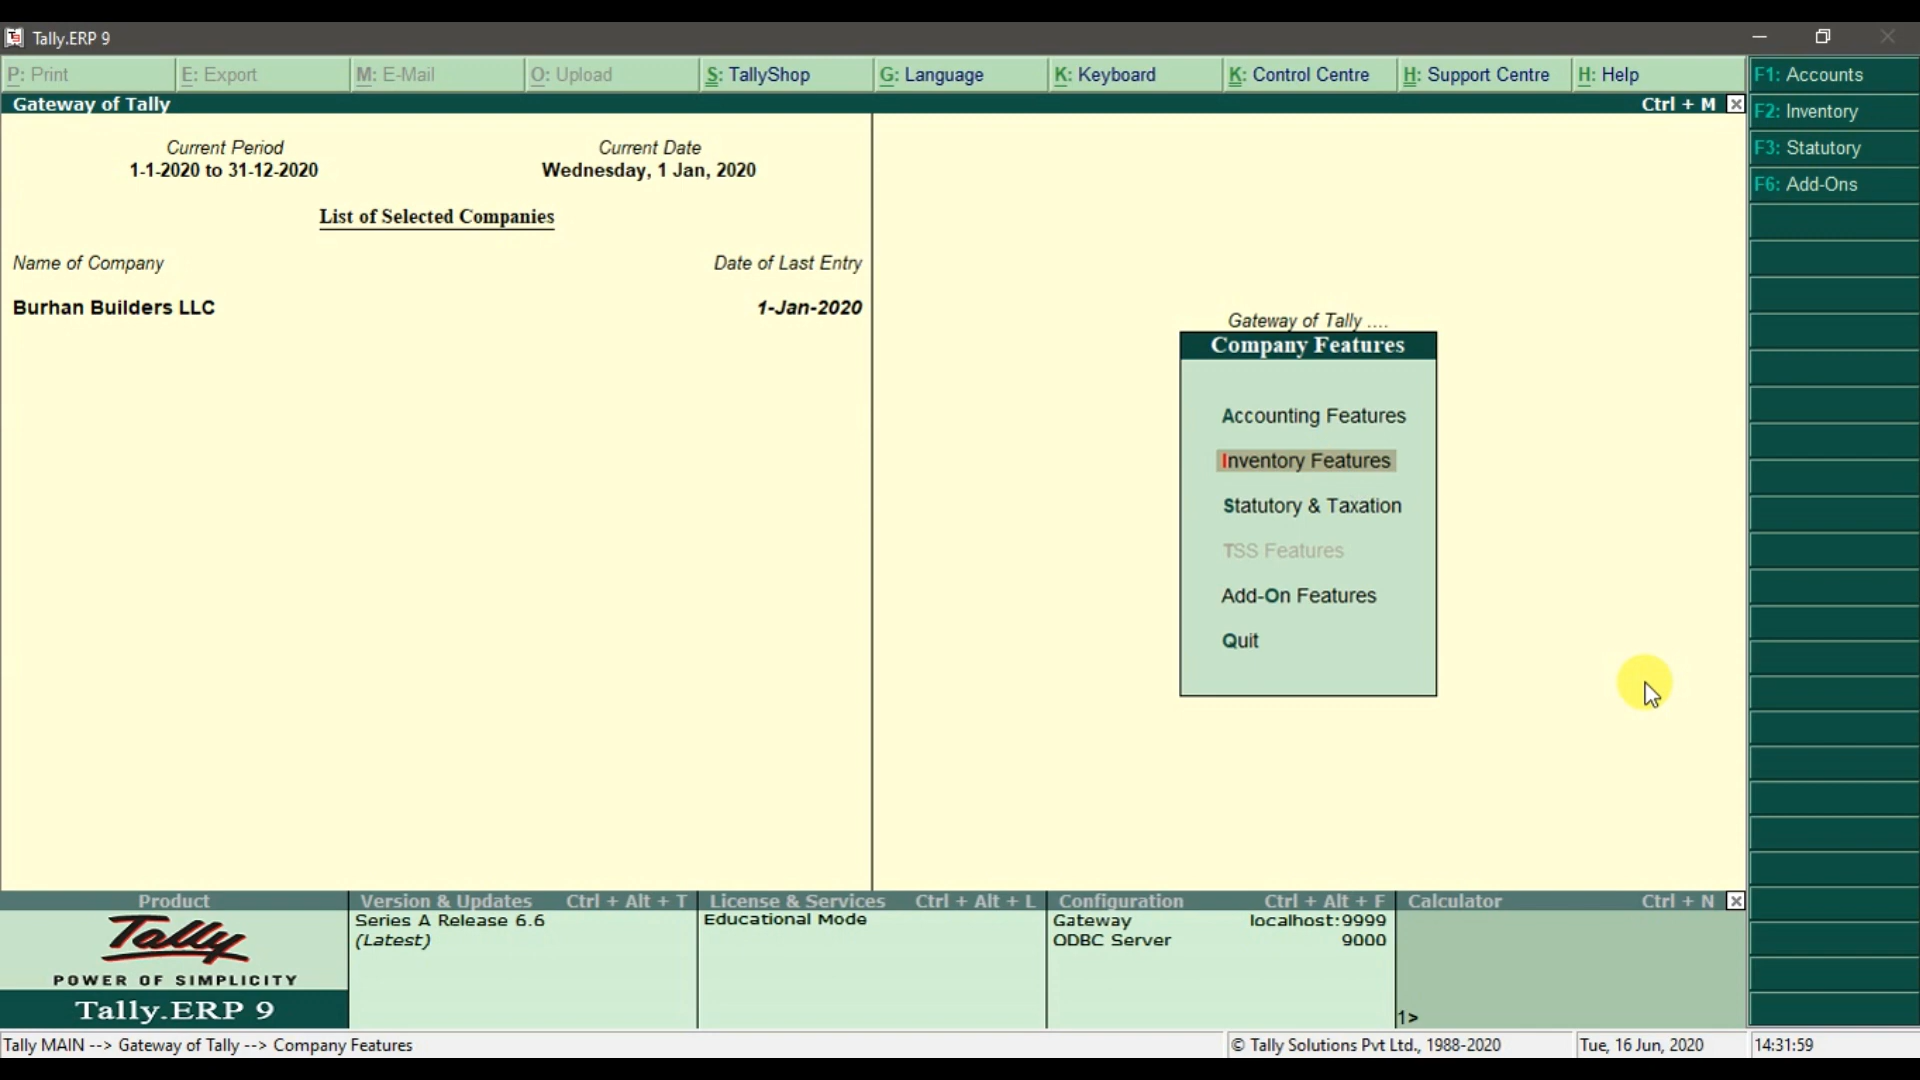 Tally.ERP 9
P: Print E: Export M: E-Mail O: Upload S: TallyShop G: Language K: Keyboard K: Control Centre H: Support Centre H: Help
F1: Accounts
F2: Inventory
F3: Statutory
F6: Add-Ons
Gateway of Tally Ctrl + M
Current Period Current Date
1-1-2020 to 31-12-2020 Wednesday, 1 Jan, 2020
List of Selected Companies
Name of Company Date of Last Entry
Burhan Builders LLC 1-Jan-2020
Gateway of Tally ....
Company Features
Accounting Features
Inventory Features
Statutory & Taxation
TSS Features
Add-On Features
Quit
Product
Tally
POWER OF SIMPLICITY
Tally.ERP 9
Version & Updates Ctrl + Alt + T
Series A Release 6.6
(Latest)
License & Services Ctrl + Alt + L
Educational Mode
Configuration Ctrl + Alt + F
Gateway localhost:9999
ODBC Server 9000
Calculator Ctrl + N
1>
Tally MAIN --> Gateway of Tally --> Company Features © Tally Solutions Pvt Ltd., 1988-2020 Tue, 16 Jun, 2020 14:31:59